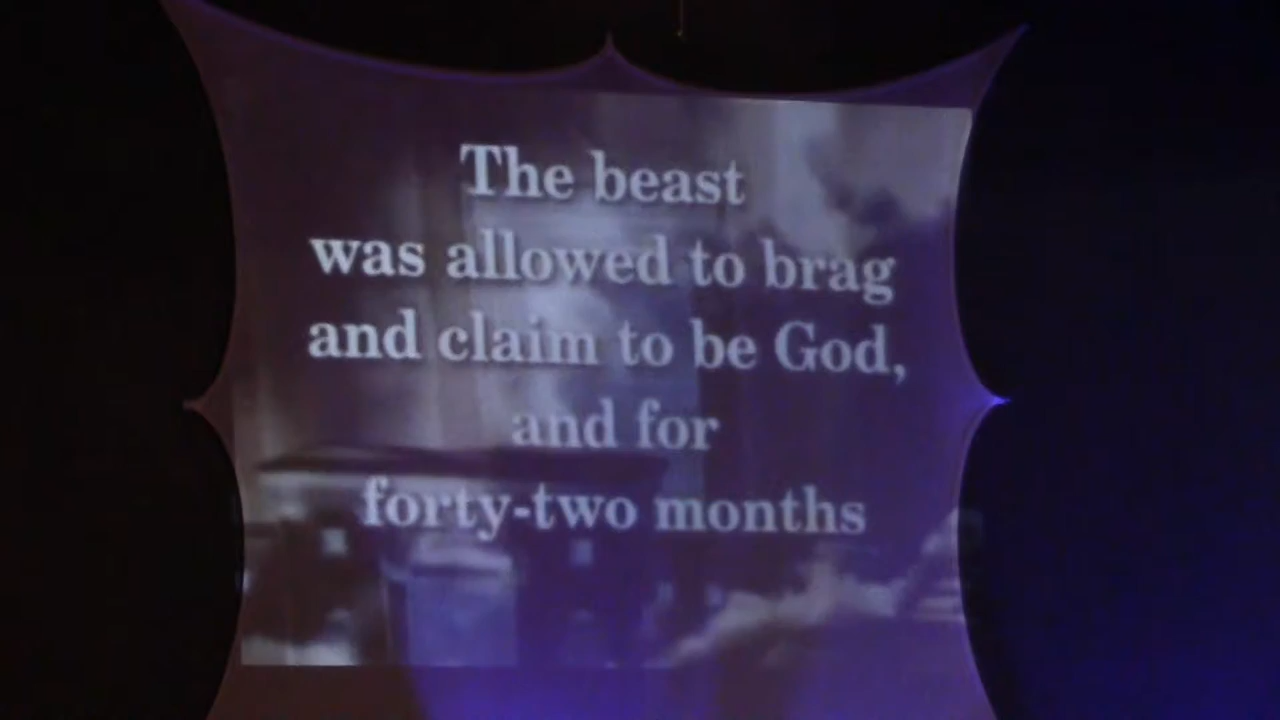 The beast
was allowed to brag
and claim to be God,
and for
forty-two months